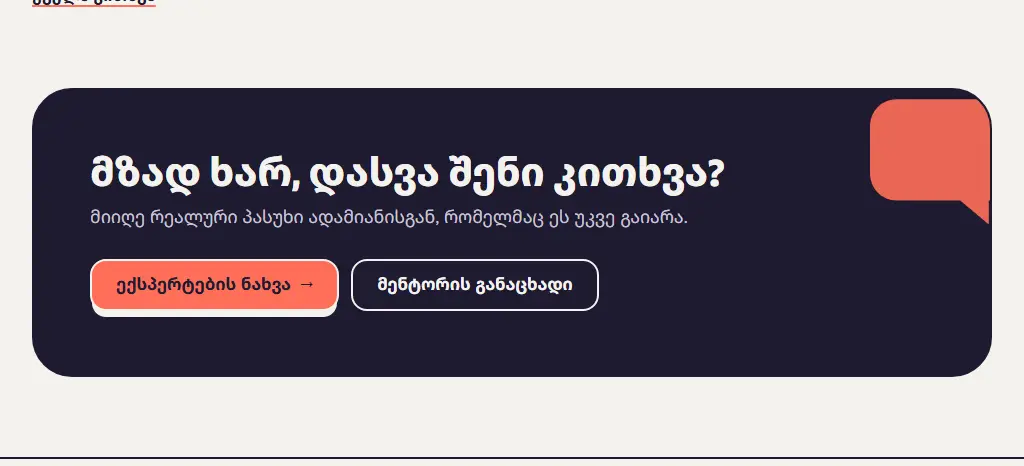 მზად ხარ, დასვა შენი კითხვა?
მიიღე რეალური პასუხი ადამიანისგან, რომელმაც ეს უკვე გაიარა.
ექსპერტების ნახვა →
მენტორის განაცხადი